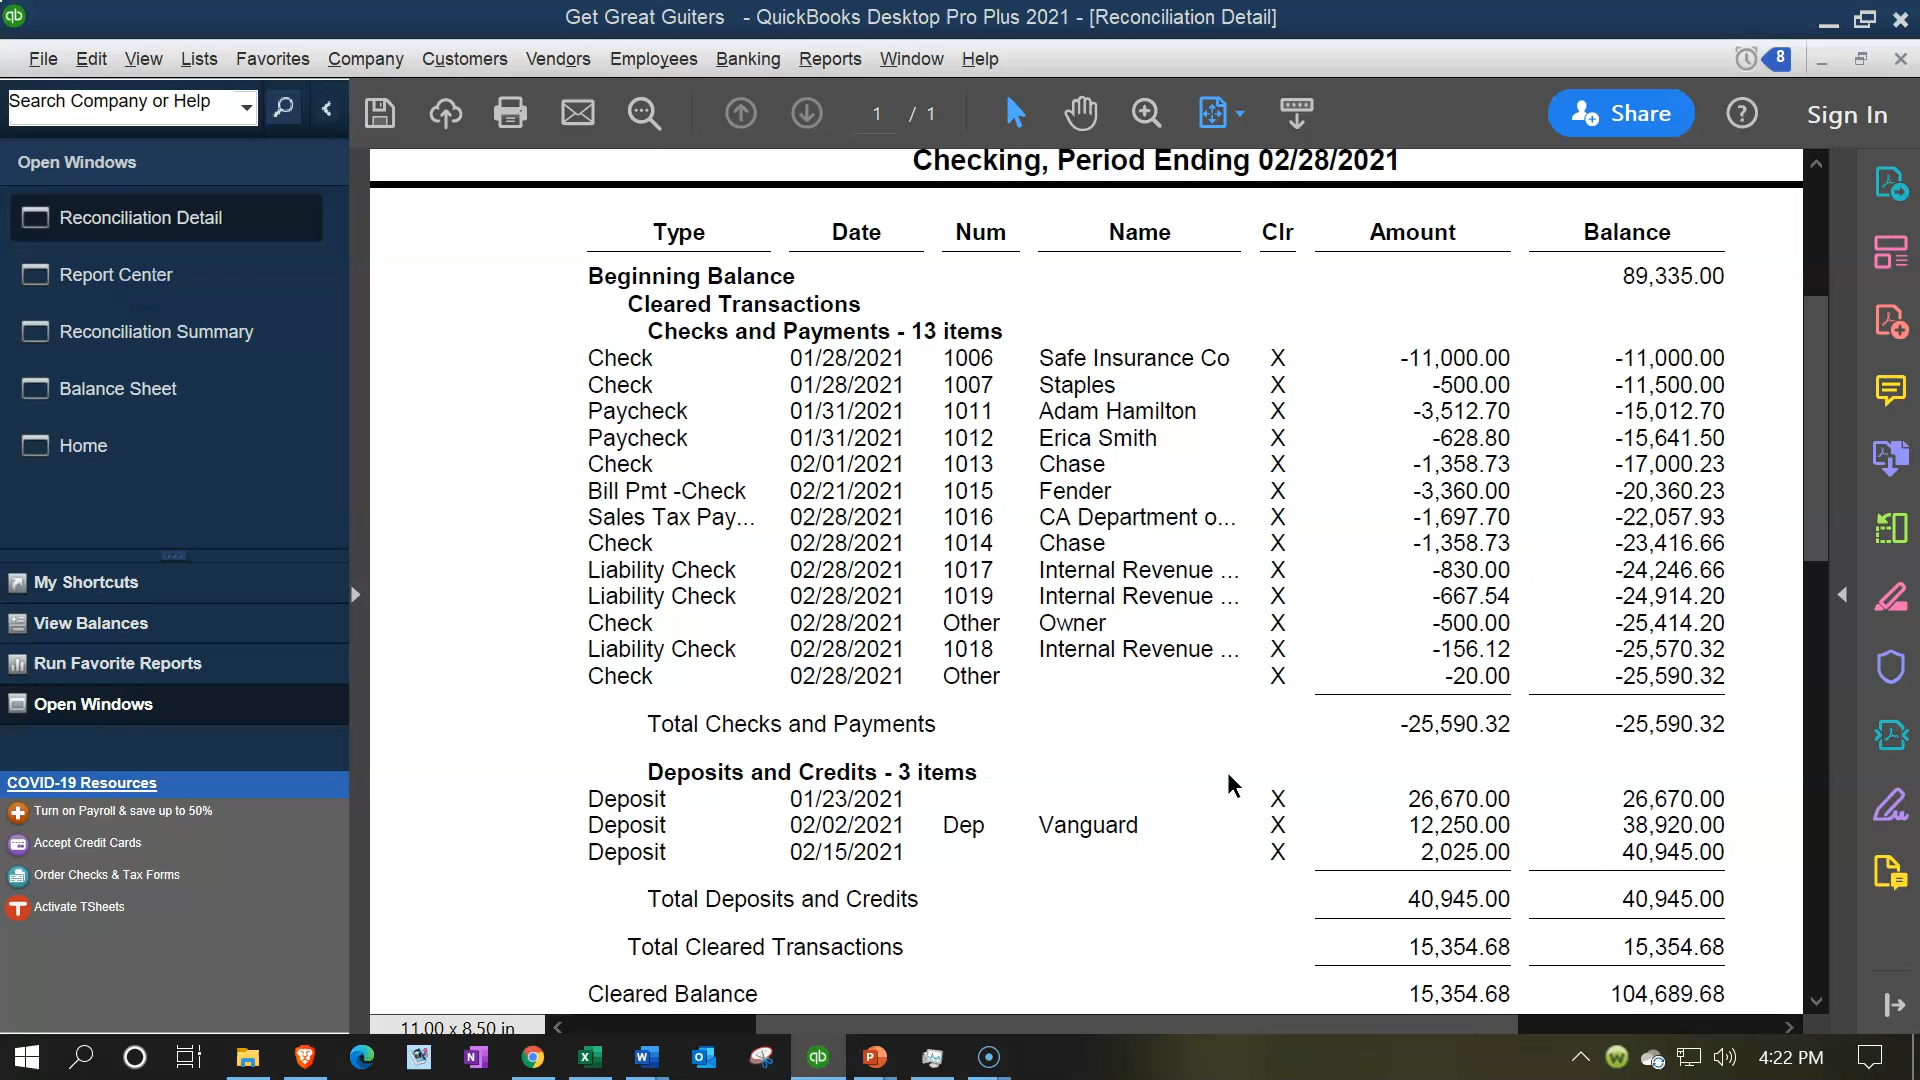 Get Great Guiters - QuickBooks Desktop Pro Plus 2021 - [Reconciliation Detail]
File Edit View Lists Favorites Company Customers Vendors Employees Banking Reports Window Help
8
Search Company or Help
1 / 1
Share
Sign In
Open Windows
Reconciliation Detail
Report Center
Reconciliation Summary
Balance Sheet
Home
My Shortcuts
View Balances
Run Favorite Reports
Open Windows
COVID-19 Resources
Turn on Payroll & save up to 50%
Accept Credit Cards
Order Checks & Tax Forms
Activate TSheets
Checking, Period Ending 02/28/2021
Type Date Num Name Clr Amount Balance
Beginning Balance 89,335.00
Cleared Transactions
Checks and Payments - 13 items
Check 01/28/2021 1006 Safe Insurance Co X -11,000.00 -11,000.00
Check 01/28/2021 1007 Staples X -500.00 -11,500.00
Paycheck 01/31/2021 1011 Adam Hamilton X -3,512.70 -15,012.70
Paycheck 01/31/2021 1012 Erica Smith X -628.80 -15,641.50
Check 02/01/2021 1013 Chase X -1,358.73 -17,000.23
Bill Pmt -Check 02/21/2021 1015 Fender X -3,360.00 -20,360.23
Sales Tax Pay... 02/28/2021 1016 CA Department o... X -1,697.70 -22,057.93
Check 02/28/2021 1014 Chase X -1,358.73 -23,416.66
Liability Check 02/28/2021 1017 Internal Revenue ... X -830.00 -24,246.66
Liability Check 02/28/2021 1019 Internal Revenue ... X -667.54 -24,914.20
Check 02/28/2021 Other Owner X -500.00 -25,414.20
Liability Check 02/28/2021 1018 Internal Revenue ... X -156.12 -25,570.32
Check 02/28/2021 Other X -20.00 -25,590.32
Total Checks and Payments -25,590.32 -25,590.32
Deposits and Credits - 3 items
Deposit 01/23/2021 X 26,670.00 26,670.00
Deposit 02/02/2021 Dep Vanguard X 12,250.00 38,920.00
Deposit 02/15/2021 X 2,025.00 40,945.00
Total Deposits and Credits 40,945.00 40,945.00
Total Cleared Transactions 15,354.68 15,354.68
Cleared Balance 15,354.68 104,689.68
11.00 x 8.50 in
4:22 PM